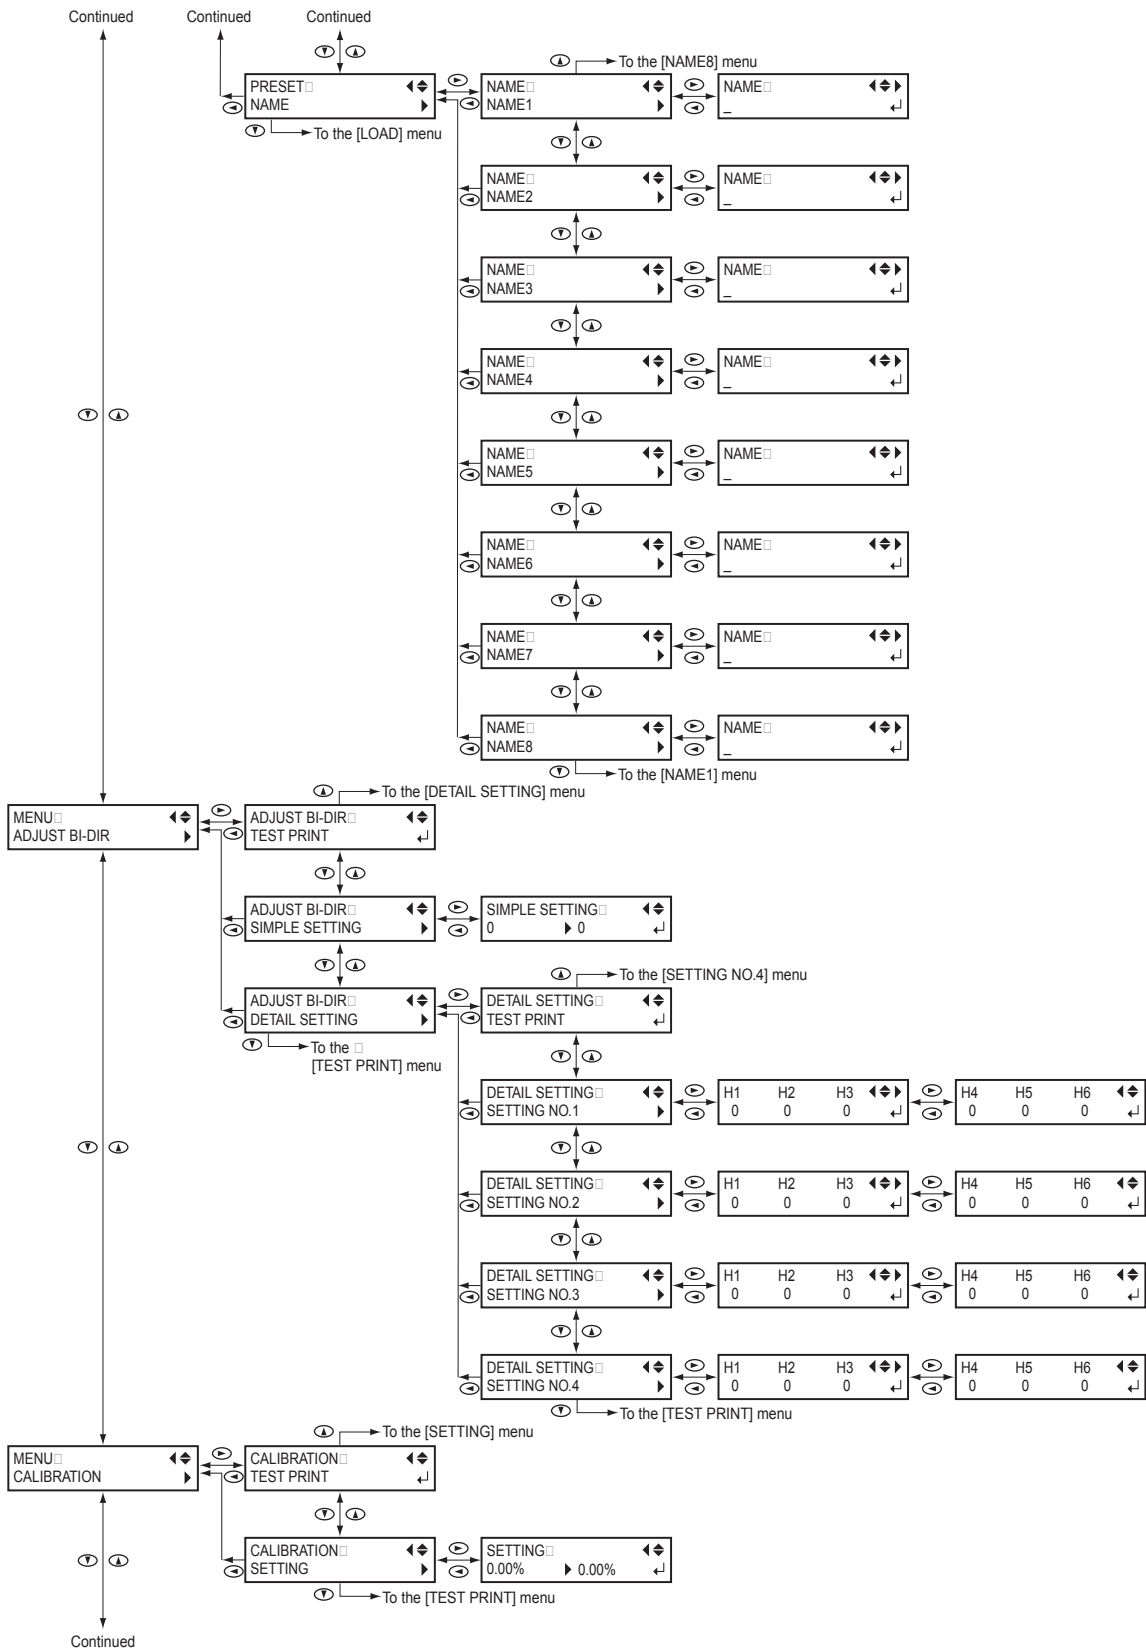 Continued Continued Continued
To the [NAME8] menu
PRESET NAME NAME
NAME NAME1 _
To the [LOAD] menu
NAME NAME
NAME2 _
NAME NAME
NAME3 _
NAME NAME
NAME4 _
NAME NAME
NAME5 _
NAME NAME
NAME6 _
NAME NAME
NAME7 _
NAME NAME
NAME8 _
To the [NAME1] menu
To the [DETAIL SETTING] menu
MENU ADJUST BI-DIR
ADJUST BI-DIR TEST PRINT
ADJUST BI-DIR SIMPLE SETTING
SIMPLE SETTING 0 0
To the [SETTING NO.4] menu
ADJUST BI-DIR DETAIL SETTING
DETAIL SETTING TEST PRINT
To the
[TEST PRINT] menu
DETAIL SETTING H1 H2 H3 H4 H5 H6
SETTING NO.1 0 0 0 0 0 0
DETAIL SETTING H1 H2 H3 H4 H5 H6
SETTING NO.2 0 0 0 0 0 0
DETAIL SETTING H1 H2 H3 H4 H5 H6
SETTING NO.3 0 0 0 0 0 0
DETAIL SETTING H1 H2 H3 H4 H5 H6
SETTING NO.4 0 0 0 0 0 0
To the [TEST PRINT] menu
To the [SETTING] menu
MENU CALIBRATION
CALIBRATION TEST PRINT
CALIBRATION SETTING
SETTING 0.00% 0.00%
To the [TEST PRINT] menu
Continued